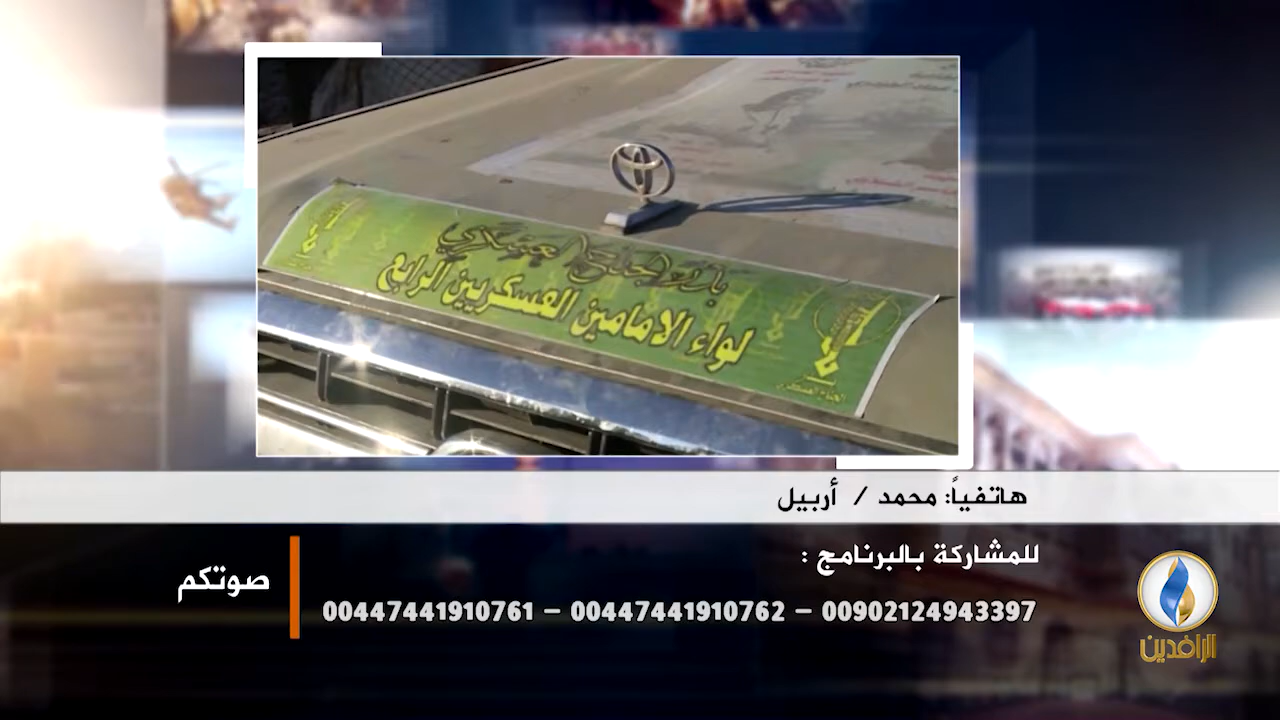 لواء الامامين العسكريين الرابع
هاتفياً: محمد / أربيل
للمشاركة بالبرنامج :
00447441910761 – 00447441910762 – 00902124943397
صوتكم
الرافدين